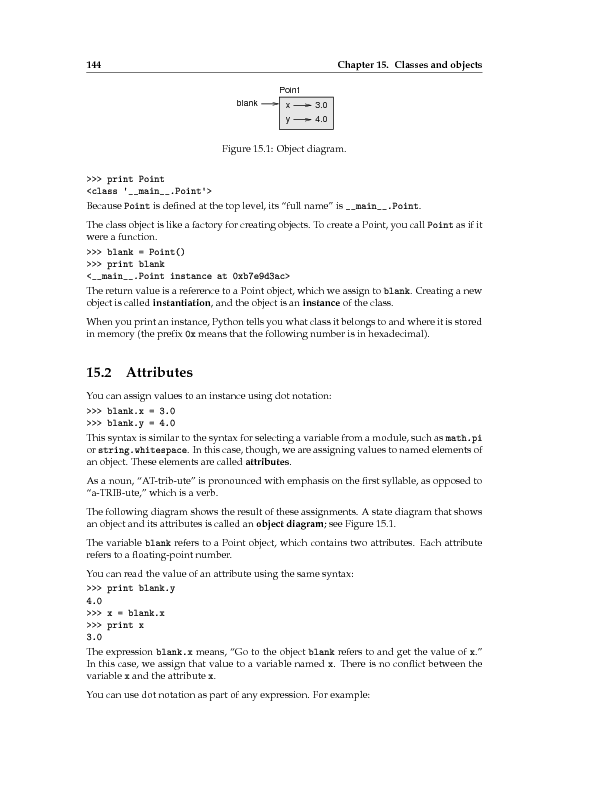 144 Chapter 15. Classes and objects
Point
blank x 3.0
y 4.0
Figure 15.1: Object diagram.
>>> print Point
<class '__main__.Point'>
Because Point is defined at the top level, its “full name” is __main__.Point.
The class object is like a factory for creating objects. To create a Point, you call Point as if it
were a function.
>>> blank = Point()
>>> print blank
<__main__.Point instance at 0xb7e9d3ac>
The return value is a reference to a Point object, which we assign to blank. Creating a new
object is called instantiation, and the object is an instance of the class.
When you print an instance, Python tells you what class it belongs to and where it is stored
in memory (the prefix 0x means that the following number is in hexadecimal).
15.2 Attributes
You can assign values to an instance using dot notation:
>>> blank.x = 3.0
>>> blank.y = 4.0
This syntax is similar to the syntax for selecting a variable from a module, such as math.pi
or string.whitespace. In this case, though, we are assigning values to named elements of
an object. These elements are called attributes.
As a noun, “AT-trib-ute” is pronounced with emphasis on the first syllable, as opposed to
“a-TRIB-ute,” which is a verb.
The following diagram shows the result of these assignments. A state diagram that shows
an object and its attributes is called an object diagram; see Figure 15.1.
The variable blank refers to a Point object, which contains two attributes. Each attribute
refers to a floating-point number.
You can read the value of an attribute using the same syntax:
>>> print blank.y
4.0
>>> x = blank.x
>>> print x
3.0
The expression blank.x means, “Go to the object blank refers to and get the value of x.”
In this case, we assign that value to a variable named x. There is no conflict between the
variable x and the attribute x.
You can use dot notation as part of any expression. For example: